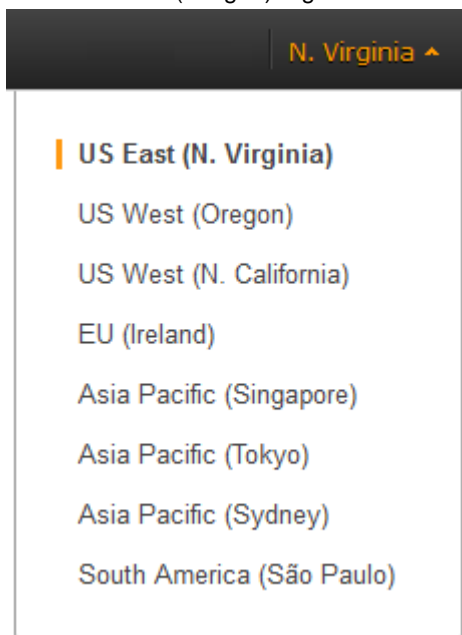 N. Virginia
US East (N. Virginia)
US West (Oregon)
US West (N. California)
EU (Ireland)
Asia Pacific (Singapore)
Asia Pacific (Tokyo)
Asia Pacific (Sydney)
South America (São Paulo)